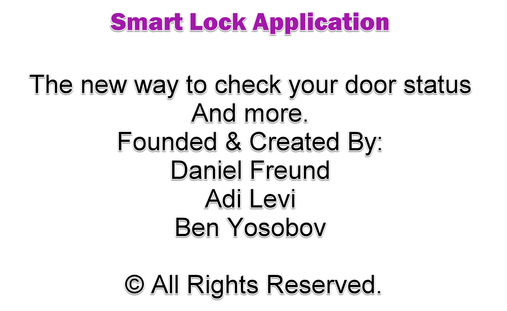 Smart Lock Application
The new way to check your door status
And more.
Founded & Created By:
Daniel Freund
Adi Levi
Ben Yosobov
© All Rights Reserved.